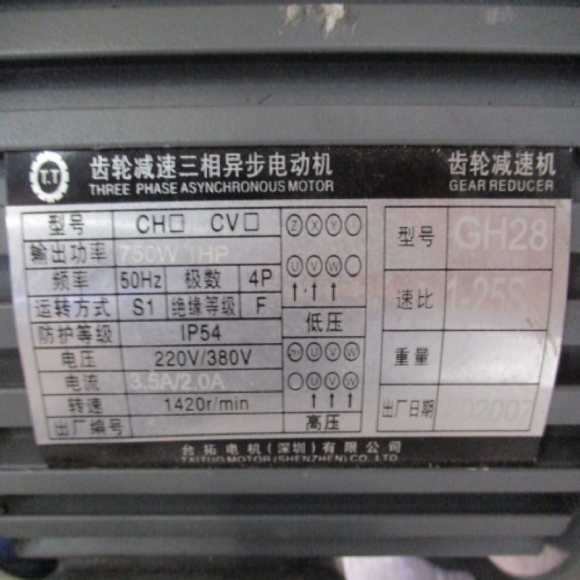 T.T
齿轮减速三相异步电动机
THREE PHASE ASYNCHRONOUS MOTOR
齿轮减速机
GEAR REDUCER
型号 CH□ CV□
输出功率 750W 1HP
频率 50Hz 极数 4P
运转方式 S1 绝缘等级 F
防护等级 IP54
电压 220V/380V
电流 3.5A/2.0A
转速 1420r/min
出厂编号
Z X Y
U V W
低压
U V W
U V W
高压
型号 GH28
速比 1-25S
重量
出厂日期
台拓电机(深圳)有限公司
TAITUO MOTOR (SHENZHEN) CO., LTD.